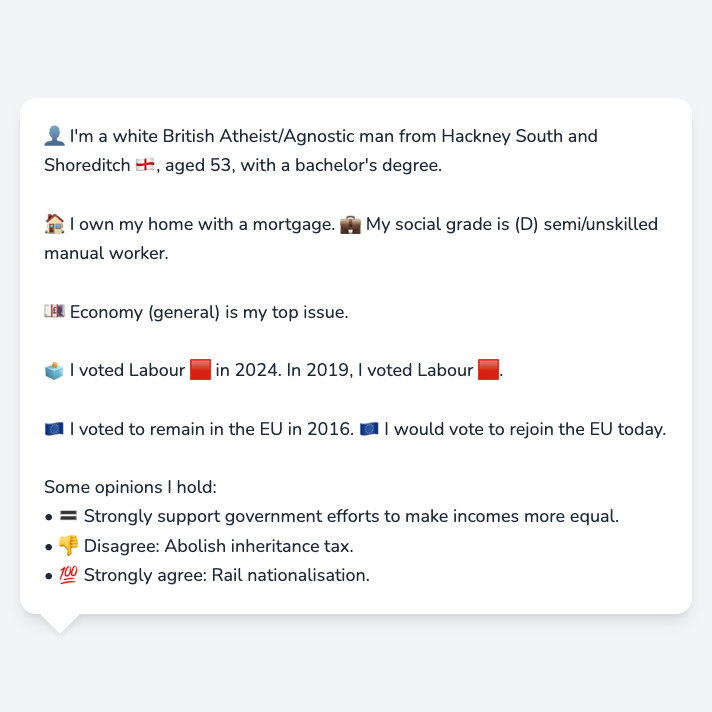 👤 I'm a white British Atheist/Agnostic man from Hackney South and
Shoreditch 🏴󠁧󠁢󠁥󠁮󠁧󠁿, aged 53, with a bachelor's degree.
🏠 I own my home with a mortgage. 💼 My social grade is (D) semi/unskilled
manual worker.
💷 Economy (general) is my top issue.
🗳️ I voted Labour 🟥 in 2024. In 2019, I voted Labour 🟥.
🇪🇺 I voted to remain in the EU in 2016. 🇪🇺 I would vote to rejoin the EU today.
Some opinions I hold:
• 🟰 Strongly support government efforts to make incomes more equal.
• 👎 Disagree: Abolish inheritance tax.
• 💯 Strongly agree: Rail nationalisation.